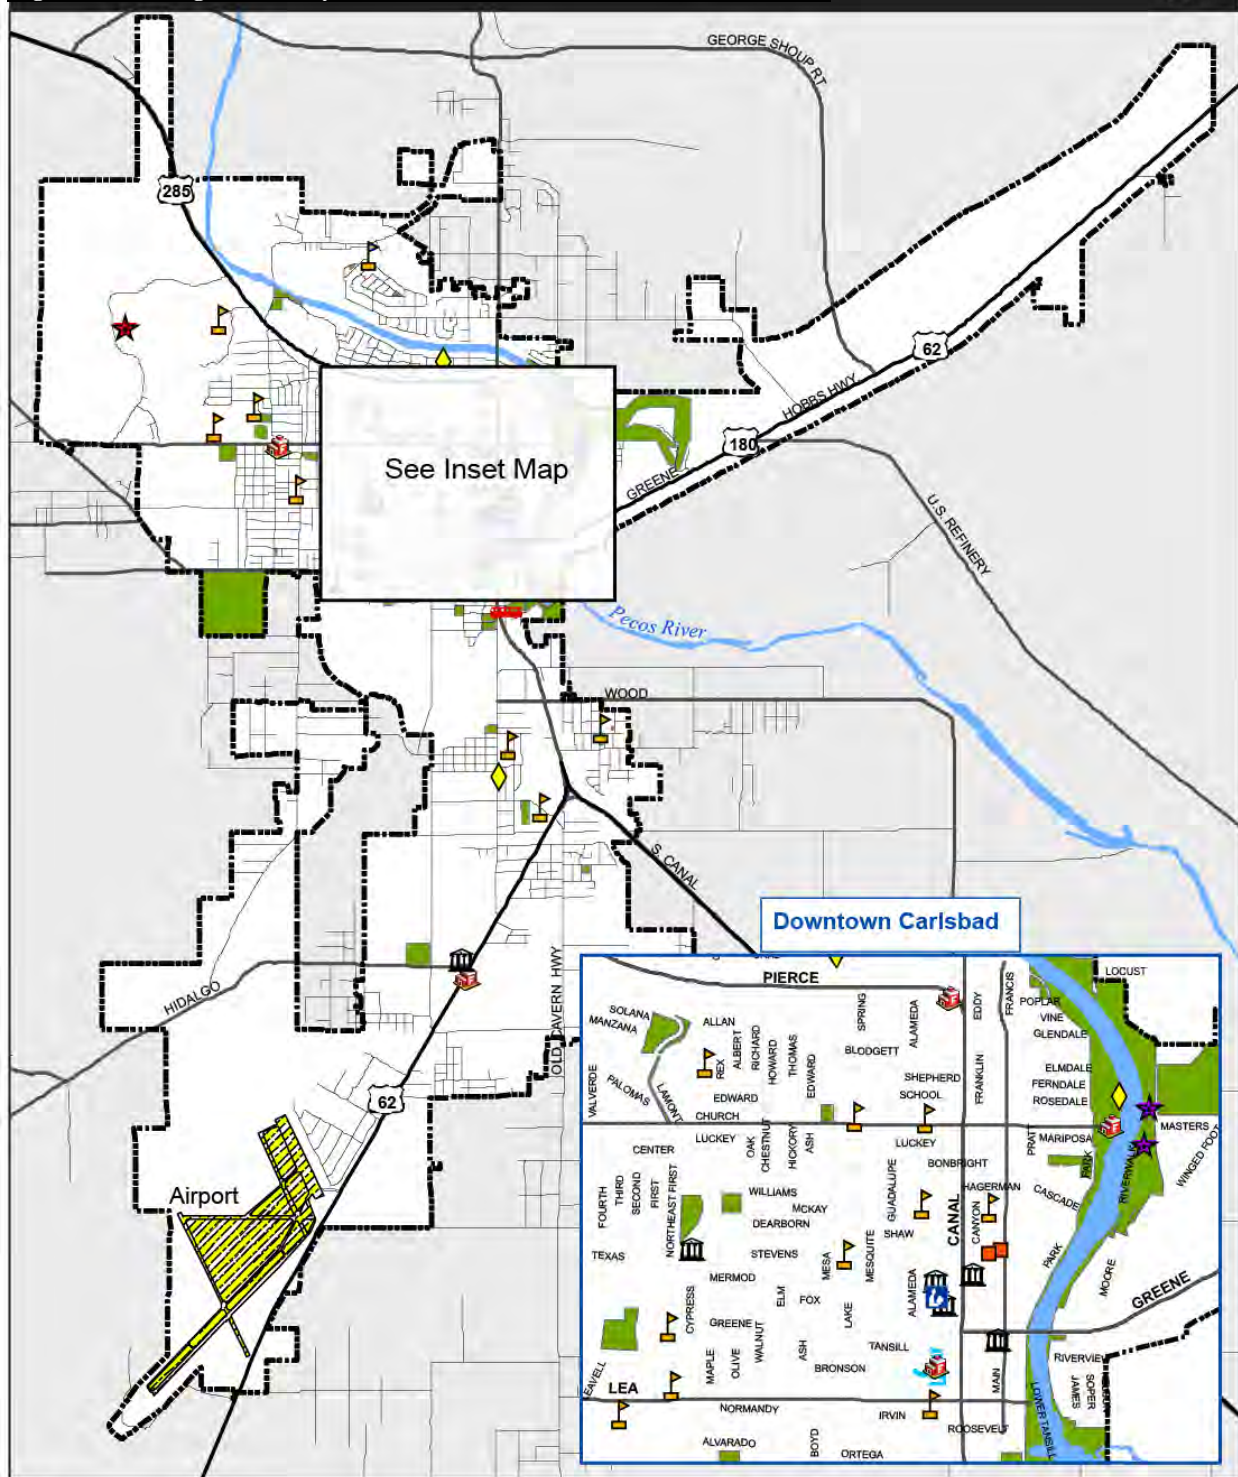 GEORGE SHOUP RT
285
62
HOBBS HWY
180
GREENE
See Inset Map
U.S. REFINERY
Pecos River
WOOD
S. CANAL
Downtown Carlsbad
HIDALGO
OLD CAVERN HWY
62
Airport
PIERCE
LOCUST
SOLANA
MANZANA
ALLAN
SPRING
ALAMEDA
EDDY
FRANCIS
POPLAR
VINE
GLENDALE
REX
ALBERT
RICHARD
HOWARD
THOMAS
EDWARD
BLODGETT
VALVERDE
PALOMAS
LAMONT
SHEPHERD
FRANKLIN
ELMDALE
FERNDALE
ROSEDALE
EDWARD
SCHOOL
CHURCH
LUCKEY
OAK
CHESTNUT
HICKORY
ASH
LUCKEY
PRATT
MARIPOSA
MASTERS
CENTER
BONBRIGHT
PARK
RIVERWALK
WINGED FOOT
FOURTH
THIRD
SECOND
FIRST
NORTHEAST FIRST
WILLIAMS
MCKAY
GUADALUPE
HAGERMAN
CASCADE
DEARBORN
SHAW
CANAL
CANYON
TEXAS
STEVENS
MESA
MESQUITE
PARK
MOORE
MERMOD
ELM
FOX
LAKE
ALAMEDA
GREENE
CYPRESS
GREENE
WALNUT
MAPLE
OLIVE
ASH
TANSILL
BRONSON
MAIN
RIVERVIEW
LEAVELL
LEA
JAMES
SOPER
NORMANDY
IRVIN
ROOSEVELT
LOWER TANSILL
ALVARADO
BOYD
ORTEGA